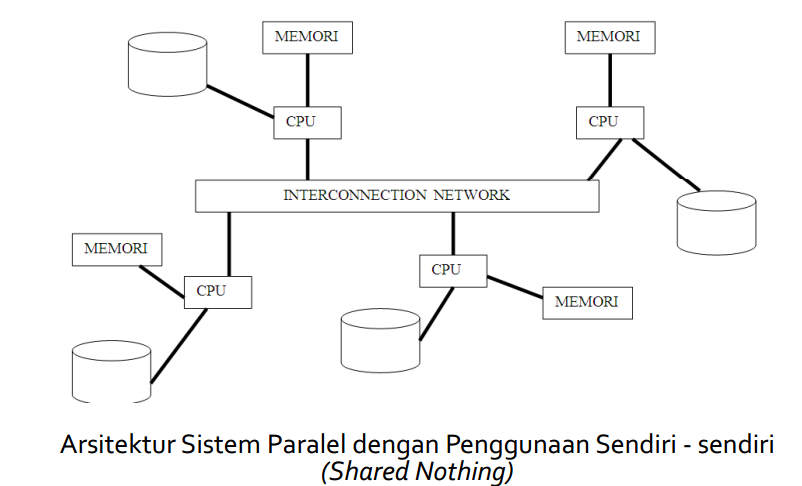 MEMORI
MEMORI
CPU
CPU
INTERCONNECTION NETWORK
MEMORI
CPU
CPU
MEMORI
Arsitektur Sistem Paralel dengan Penggunaan Sendiri - sendiri
(Shared Nothing)